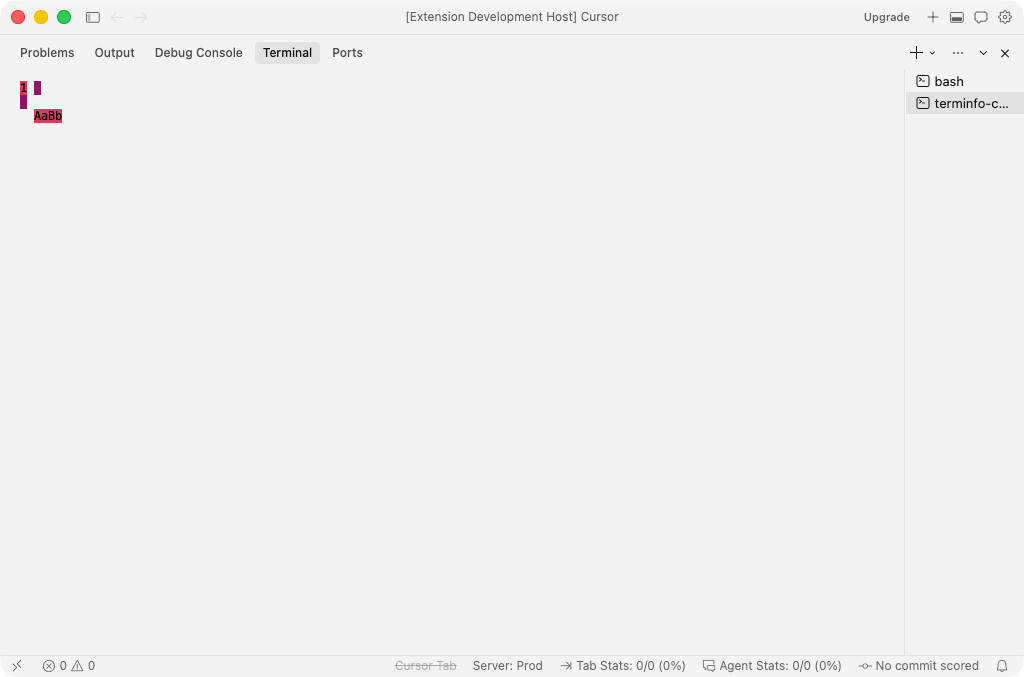 [Extension Development Host] Cursor
Upgrade
Problems Output Debug Console Terminal Ports
1
AaBb
bash
terminfo-c...
0 0
Cursor Tab Server: Prod Tab Stats: 0/0 (0%) Agent Stats: 0/0 (0%) No commit scored